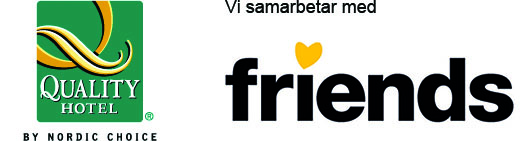 QUALITY
HOTEL
®
BY NORDIC CHOICE
Vi samarbetar med
friends